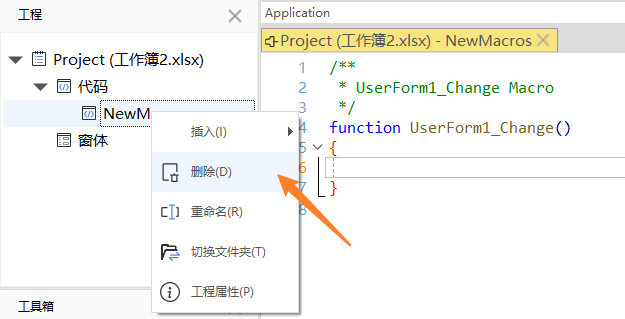 工程
Project (工作簿2.xlsx)
代码
NewM
窗体
插入(I)
删除(D)
重命名(R)
切换文件夹(T)
工程属性(P)
工具箱
Application
Project (工作簿2.xlsx) - NewMacros
1 /**
2 * UserForm1_Change Macro
3 */
4 function UserForm1_Change()
5 {
6
7 }
8